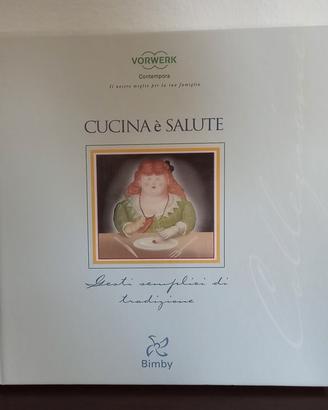 VORWERK
Contempora
Il nostro meglio per la tua famiglia
CUCINA è SALUTE
Gesti semplici di
tradizione
Bimby